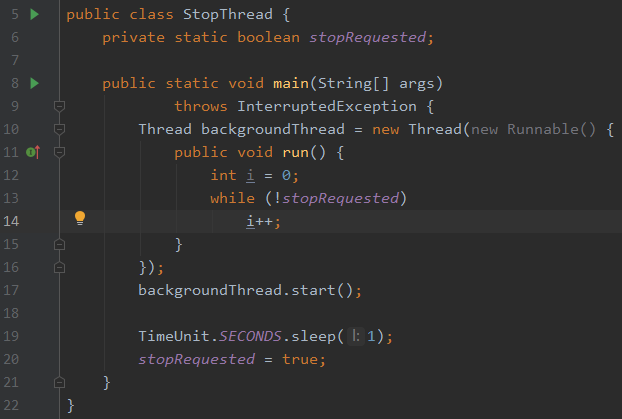 5 public class StopThread {
6     private static boolean stopRequested;
7
8     public static void main(String[] args)
9             throws InterruptedException {
10         Thread backgroundThread = new Thread(new Runnable() {
11             public void run() {
12                 int i = 0;
13                 while (!stopRequested)
14                     i++;
15             }
16         });
17         backgroundThread.start();
18
19         TimeUnit.SECONDS.sleep( l: 1);
20         stopRequested = true;
21     }
22 }